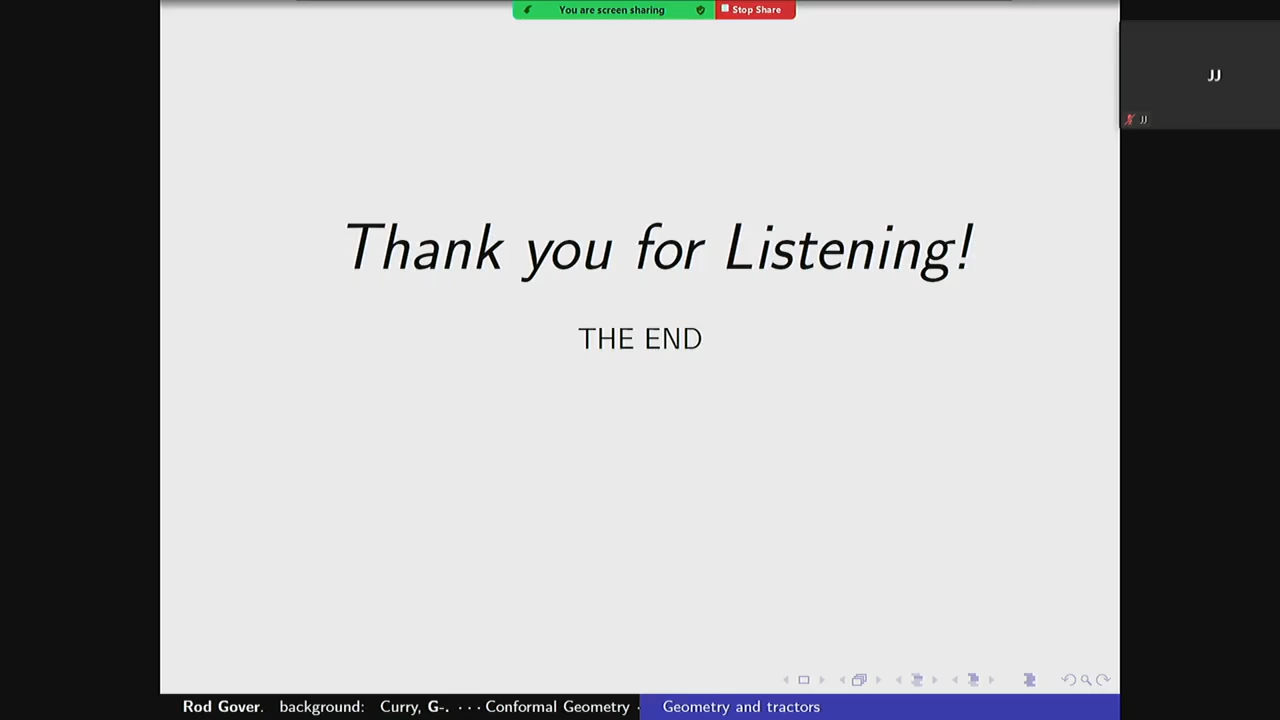 You are screen sharing Stop Share
JJ
JJ
Thank you for Listening!
THE END
Rod Gover. background: Curry, G-. · · · Conformal Geometry · Geometry and tractors